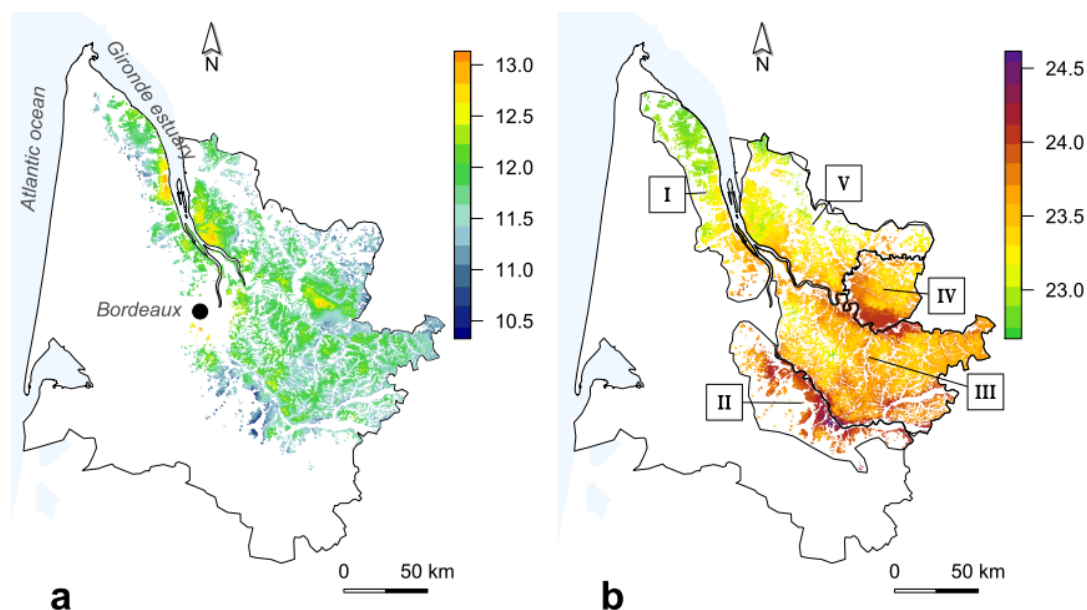 Atlantic ocean
Gironde estuary
N
13.0
12.5
12.0
11.5
11.0
10.5
Bordeaux
0 50 km
a
N
24.5
24.0
23.5
23.0
I
V
IV
III
II
0 50 km
b